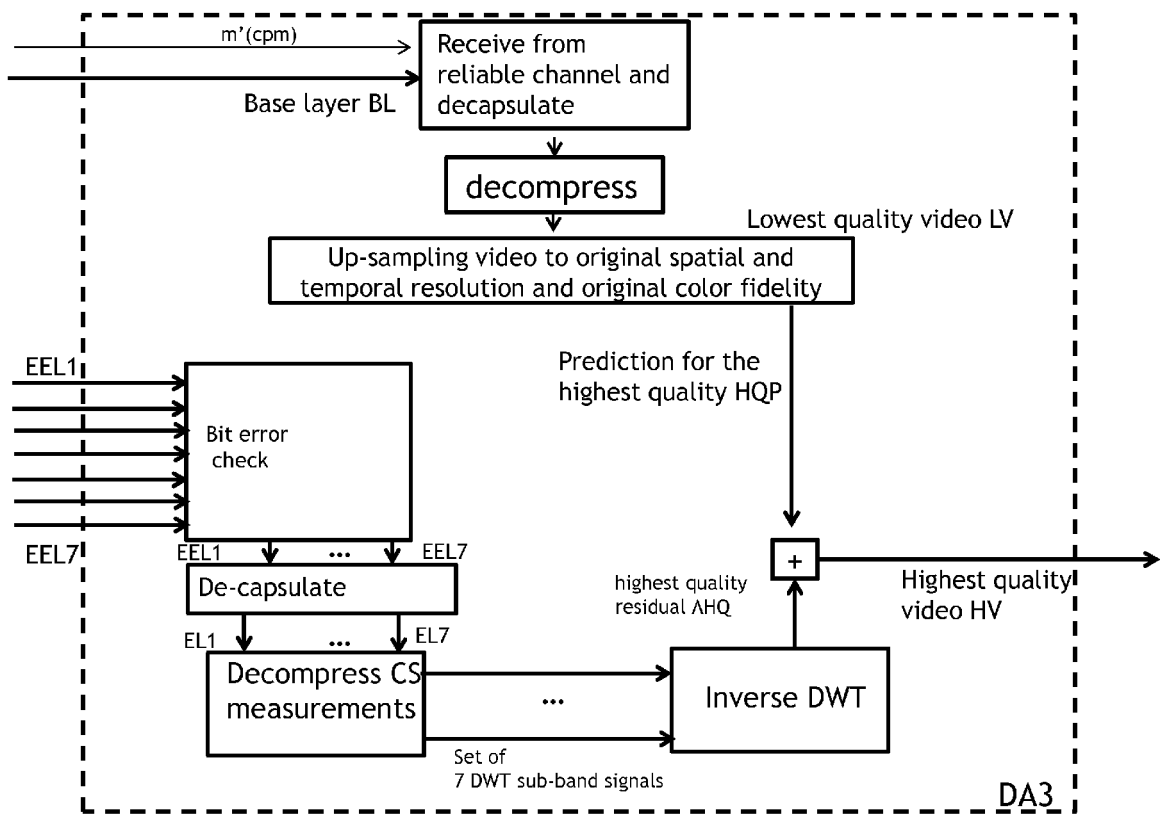 m’(cpm)
Receive from
reliable channel and
decapsulate
Base layer BL
decompress
Lowest quality video LV
Up-sampling video to original spatial and
temporal resolution and original color fidelity
Prediction for the
highest quality HQP
EEL1
Bit error
check
EEL7
EEL1
...
EEL7
De-capsulate
+
highest quality
residual ΛHQ
Highest quality
video HV
EL1
...
EL7
Decompress CS
measurements
...
Inverse DWT
Set of
7 DWT sub-band signals
DA3